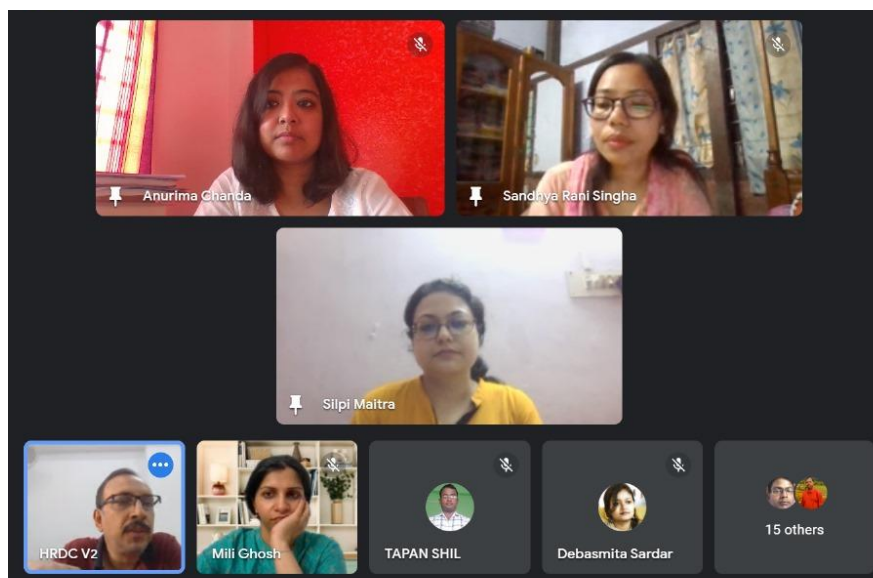 Anurima Chanda
Sandhya Rani Singha
Silpi Maitra
HRDC V2
Mili Ghosh
TAPAN SHIL
Debasmita Sardar
15 others